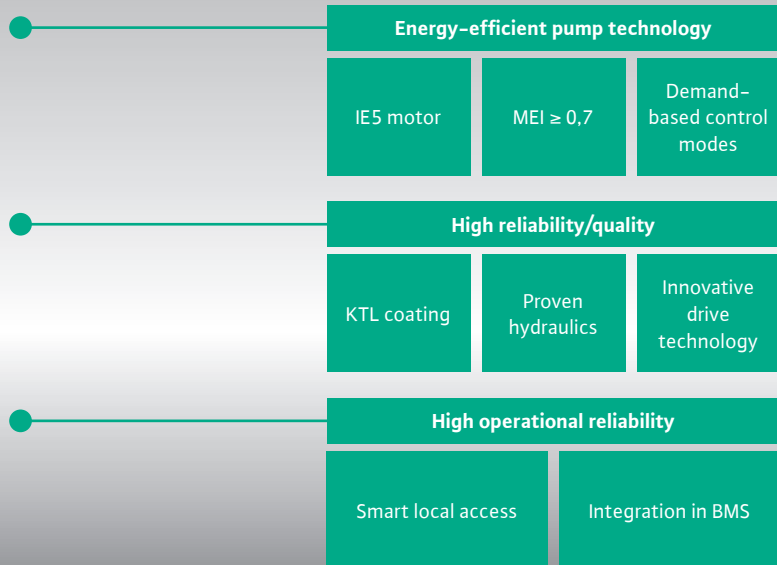 Energy-efficient pump technology
IE5 motor
MEI ≥ 0,7
Demand-
based control
modes
High reliability/quality
KTL coating
Proven
hydraulics
Innovative
drive
technology
High operational reliability
Smart local access
Integration in BMS